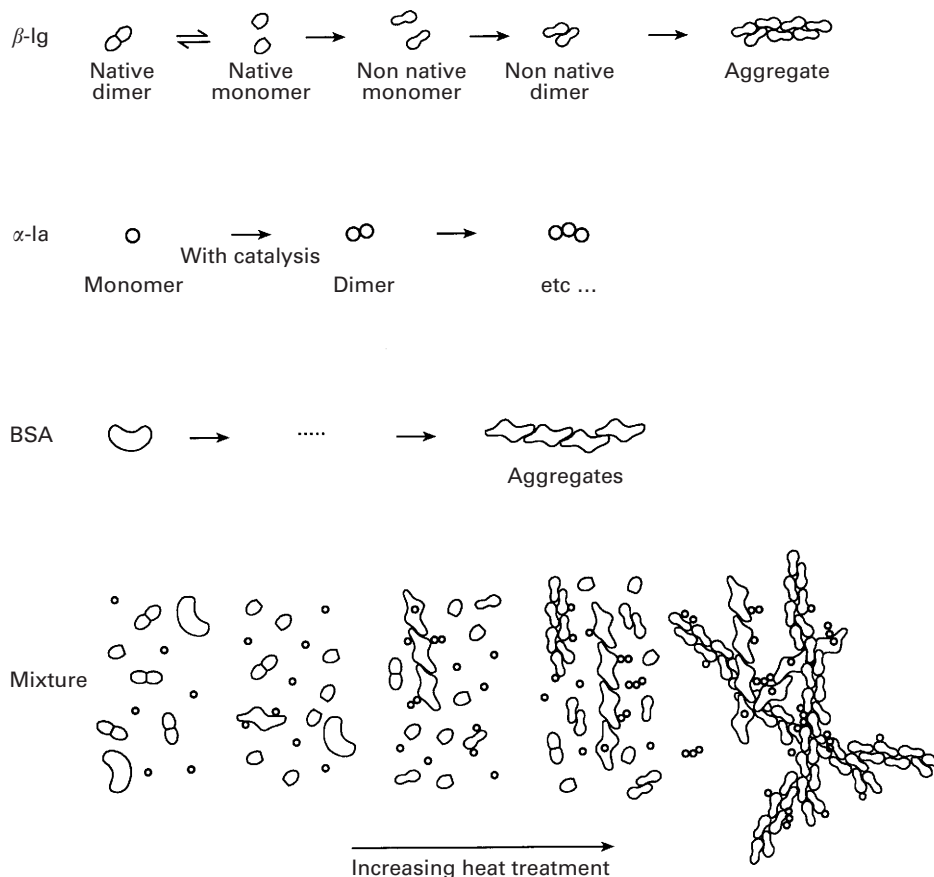 β-lg
Native
dimer
Native
monomer
Non native
monomer
Non native
dimer
Aggregate
α-la
With catalysis
Monomer
Dimer
etc ...
BSA
.....
Aggregates
Mixture
Increasing heat treatment